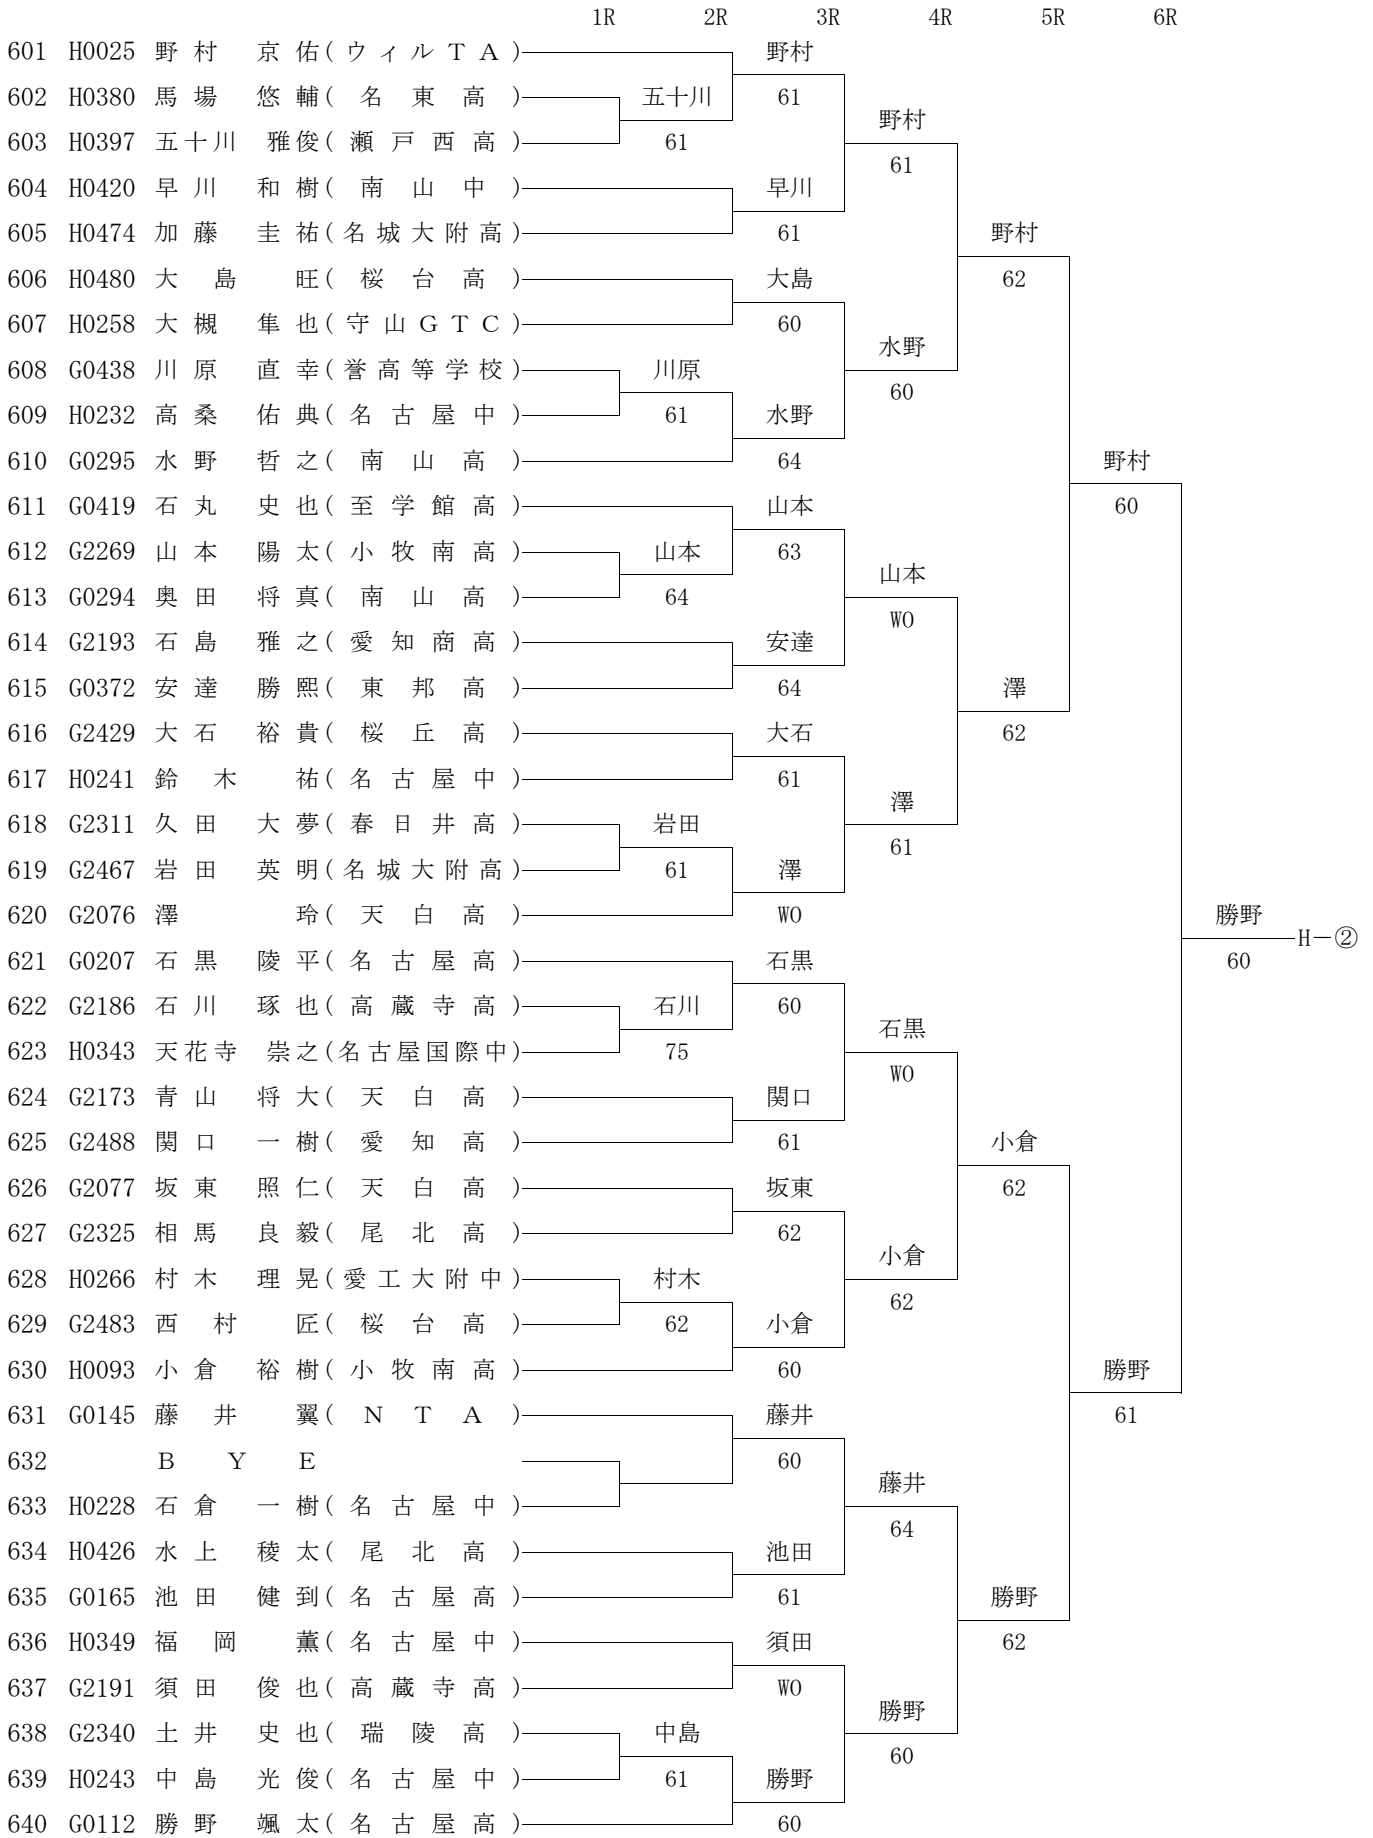 1R 2R 3R 4R 5R 6R
601 H0025 野村 京佑(ウィルTA) 野村
602 H0380 馬場 悠輔(名東高) 五十川 61
野村
603 H0397 五十川 雅俊(瀬戸西高) 61
61
604 H0420 早川 和樹(南山中) 早川
605 H0474 加藤 圭祐(名城大附高) 61 野村
606 H0480 大島 旺(桜台高) 大島 62
607 H0258 大槻 隼也(守山GTC) 60
水野
608 G0438 川原 直幸(誉高等学校) 川原
60
609 H0232 高桑 佑典(名古屋中) 61 水野
610 G0295 水野 哲之(南山高) 64 野村
611 G0419 石丸 史也(至学館高) 山本 60
612 G2269 山本 陽太(小牧南高) 山本 63
山本
613 G0294 奥田 将真(南山高) 64
WO
614 G2193 石島 雅之(愛知商高) 安達
615 G0372 安達 勝熙(東邦高) 64 澤
616 G2429 大石 裕貴(桜丘高) 大石 62
617 H0241 鈴木 祐(名古屋中) 61
澤
618 G2311 久田 大夢(春日井高) 岩田
61
619 G2467 岩田 英明(名城大附高) 61 澤
620 G2076 澤 玲(天白高) WO 勝野
H－②
621 G0207 石黒 陵平(名古屋高) 石黒 60
622 G2186 石川 琢也(高蔵寺高) 石川 60
石黒
623 H0343 天花寺 崇之(名古屋国際中) 75
WO
624 G2173 青山 将大(天白高) 関口
625 G2488 関口 一樹(愛知高) 61 小倉
626 G2077 坂東 照仁(天白高) 坂東 62
627 G2325 相馬 良毅(尾北高) 62
小倉
628 H0266 村木 理晃(愛工大附中) 村木
62
629 G2483 西村 匠(桜台高) 62 小倉
630 H0093 小倉 裕樹(小牧南高) 60 勝野
631 G0145 藤井 翼(NTA) 藤井 61
632 BYE 60
藤井
633 H0228 石倉 一樹(名古屋中)
64
634 H0426 水上 稜太(尾北高) 池田
635 G0165 池田 健到(名古屋高) 61 勝野
636 H0349 福岡 薫(名古屋中) 須田 62
637 G2191 須田 俊也(高蔵寺高) WO
勝野
638 G2340 土井 史也(瑞陵高) 中島
60
639 H0243 中島 光俊(名古屋中) 61 勝野
640 G0112 勝野 颯太(名古屋高) 60